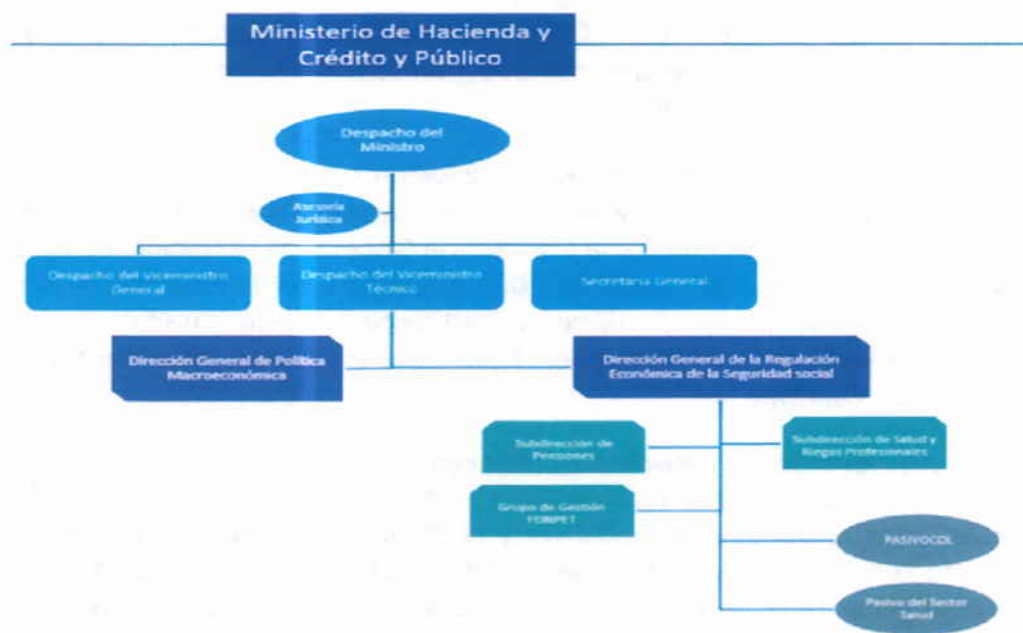 Ministerio de Hacienda y
Crédito y Público
Despacho del
Ministro
Asesoría
Jurídica
Despacho del Viceministro
General
Despacho del Viceministro
Técnico
Secretaría General
Dirección General de Política
Macroeconómica
Dirección General de la Regulación
Económica de la Seguridad social
Subdirección de
Pensiones
Subdirección de Salud y
Riegos Profesionales
Grupo de Gestión
FONPET
PASIVOCOL
Pasivo del Sector
Salud